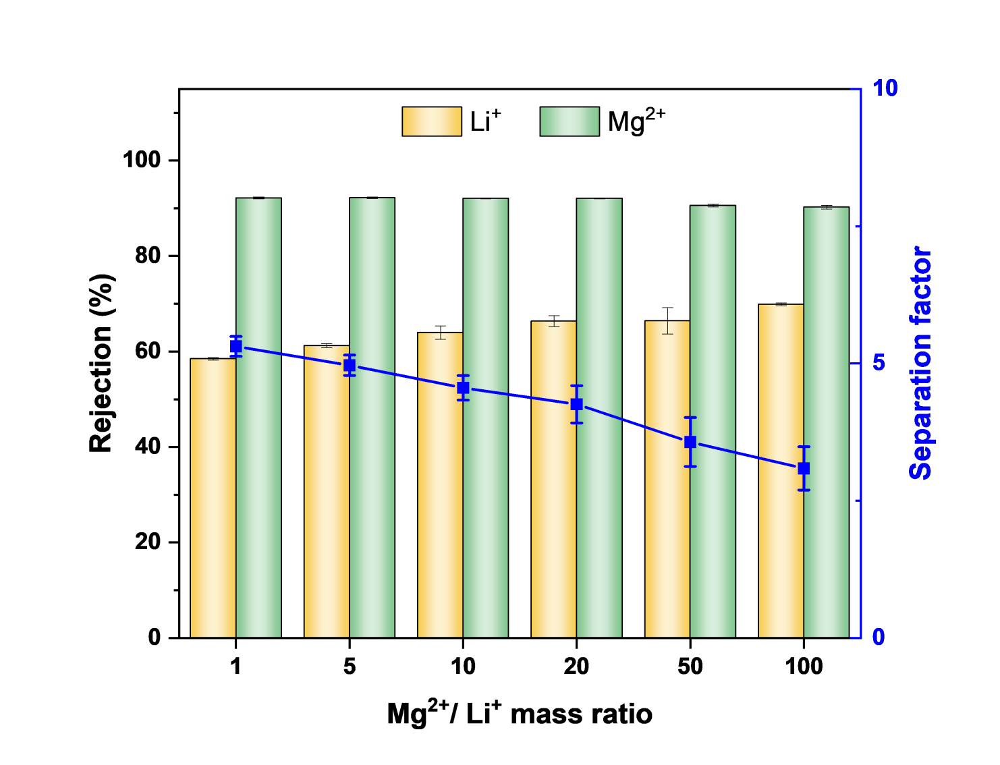 Li⁺ Mg²⁺
100
80
60
40
20
0
Rejection (%)
10
5
0
Separation factor
1 5 10 20 50 100
Mg²⁺/ Li⁺ mass ratio